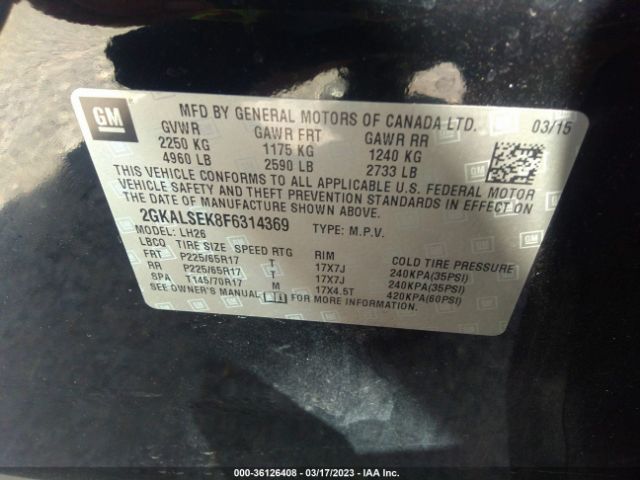 GM
MFD BY GENERAL MOTORS OF CANADA LTD. 03/15
GVWR GAWR FRT GAWR RR
2250 KG 1175 KG 1240 KG
4960 LB 2590 LB 2733 LB
THIS VEHICLE CONFORMS TO ALL APPLICABLE U.S. FEDERAL MOTOR
VEHICLE SAFETY AND THEFT PREVENTION STANDARDS IN EFFECT ON
THE DATE OF MANUFACTURE SHOWN ABOVE.
2GKALSEK8F6314369 TYPE: M.P.V.
MODEL: LH26
LBCQ TIRE SIZE SPEED RTG RIM COLD TIRE PRESSURE
FRT P225/65R17 T 17X7J 240KPA(35PSI)
RR P225/65R17 T 17X7J 240KPA(35PSI)
SPA T145/70R17 M 17X4.5T 420KPA(60PSI)
SEE OWNER'S MANUAL FOR MORE INFORMATION.
000-36126408 - 03/17/2023 - IAA Inc.